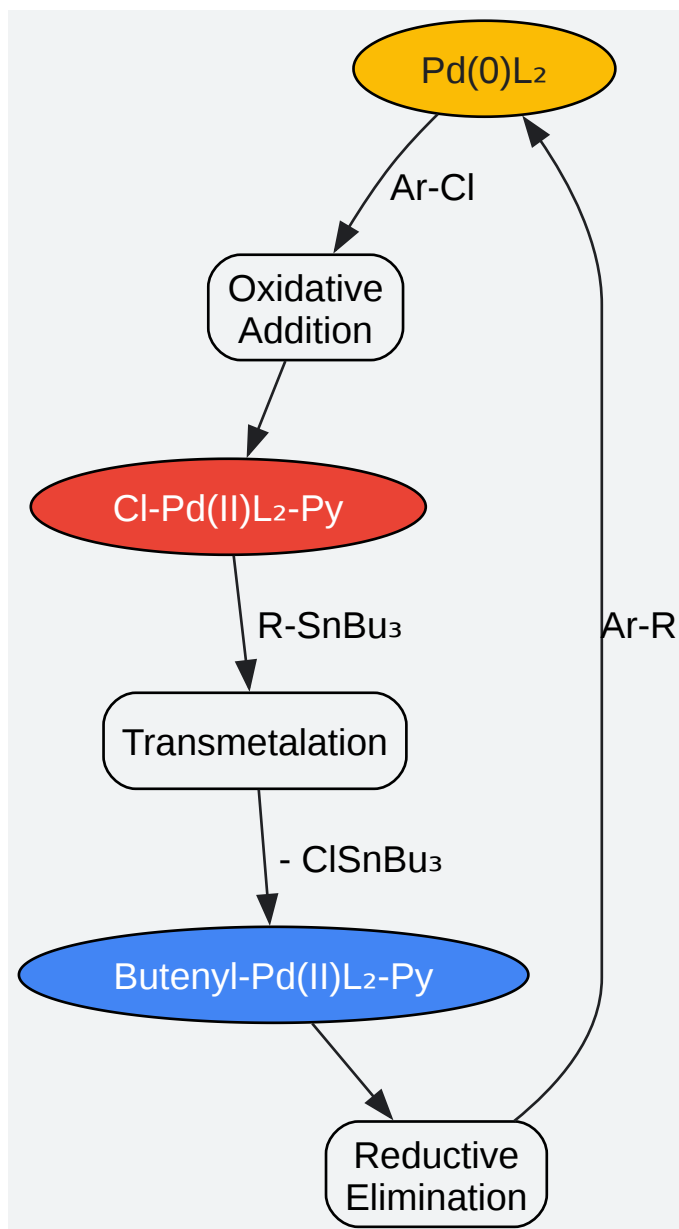 Pd(0)L₂
Ar-Cl
Oxidative
Addition
Cl-Pd(II)L₂-Py
R-SnBu₃
Ar-R
Transmetalation
- ClSnBu₃
Butenyl-Pd(II)L₂-Py
Reductive
Elimination